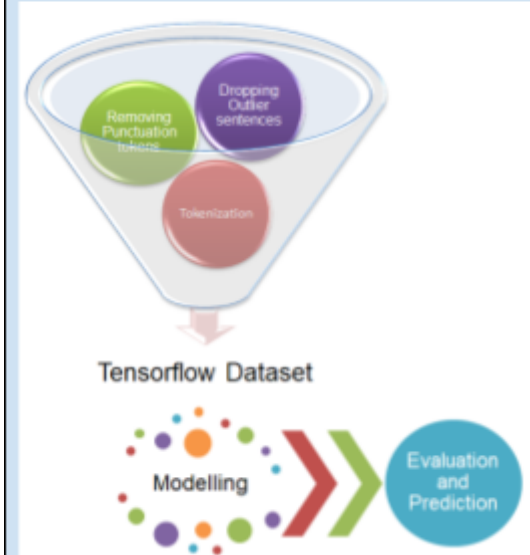 Dropping
Outlier
sentences
Removing
Punctuation
tokens
Tokenization
Tensorflow Dataset
Modelling
Evaluation
and
Prediction